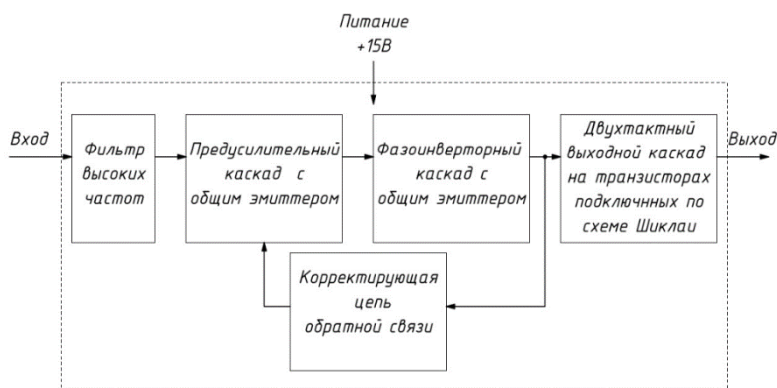 Питание
+15В
Вход
Фильтр
высоких
частот
Предусилительный
каскад с
общим эмиттером
Фазоинверторный
каскад с
общим эмиттером
Двухтактный
выходной каскад
на транзисторах
подключнных по
схеме Шиклаи
Выход
Корректирующая
цепь
обратной связи